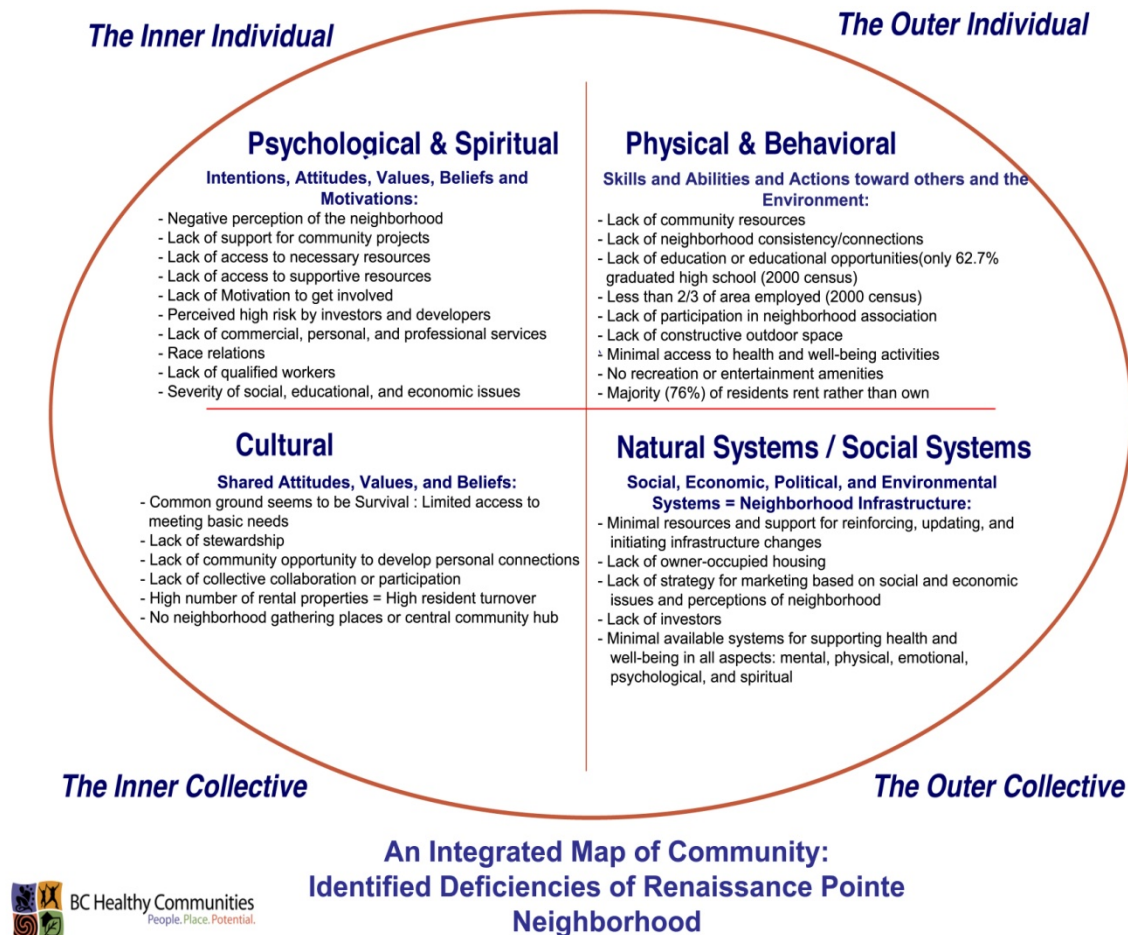 The Inner Individual
The Outer Individual
Psychological & Spiritual
Intentions, Attitudes, Values, Beliefs and
Motivations:
- Negative perception of the neighborhood
- Lack of support for community projects
- Lack of access to necessary resources
- Lack of access to supportive resources
- Lack of Motivation to get involved
- Perceived high risk by investors and developers
- Lack of commercial, personal, and professional services
- Race relations
- Lack of qualified workers
- Severity of social, educational, and economic issues
Physical & Behavioral
Skills and Abilities and Actions toward others and the
Environment:
- Lack of community resources
- Lack of neighborhood consistency/connections
- Lack of education or educational opportunities(only 62.7%
graduated high school (2000 census)
- Less than 2/3 of area employed (2000 census)
- Lack of participation in neighborhood association
- Lack of constructive outdoor space
- Minimal access to health and well-being activities
- No recreation or entertainment amenities
- Majority (76%) of residents rent rather than own
Cultural
Shared Attitudes, Values, and Beliefs:
- Common ground seems to be Survival : Limited access to
meeting basic needs
- Lack of stewardship
- Lack of community opportunity to develop personal connections
- Lack of collective collaboration or participation
- High number of rental properties = High resident turnover
- No neighborhood gathering places or central community hub
Natural Systems / Social Systems
Social, Economic, Political, and Environmental
Systems = Neighborhood Infrastructure:
- Minimal resources and support for reinforcing, updating, and
initiating infrastructure changes
- Lack of owner-occupied housing
- Lack of strategy for marketing based on social and economic
issues and perceptions of neighborhood
- Lack of investors
- Minimal available systems for supporting health and
well-being in all aspects: mental, physical, emotional,
psychological, and spiritual
The Inner Collective
The Outer Collective
An Integrated Map of Community:
Identified Deficiencies of Renaissance Pointe
Neighborhood
BC Healthy Communities
People. Place. Potential.